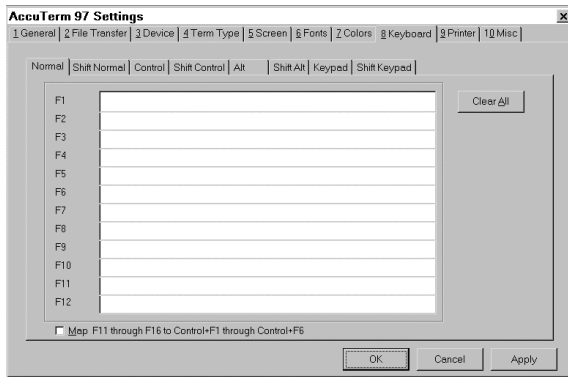 AccuTerm 97 Settings
1 General 2 File Transfer 3 Device 4 Term Type 5 Screen 6 Fonts 7 Colors 8 Keyboard 9 Printer 10 Misc
Normal Shift Normal Control Shift Control Alt Shift Alt Keypad Shift Keypad
F1
Clear All
F2
F3
F4
F5
F6
F7
F8
F9
F10
F11
F12
Map F11 through F16 to Control+F1 through Control+F6
OK Cancel Apply